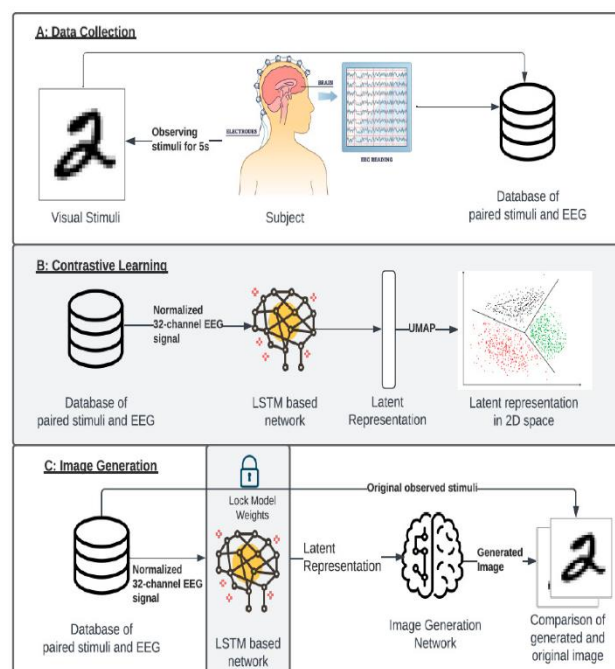 A: Data Collection
BRAIN
Observing
stimuli for 5s
ELECTRODES
EEG READING
Visual Stimuli
Subject
Database of
paired stimuli and EEG
B: Contrastive Learning
Normalized
32-channel EEG
signal
UMAP
Database of
paired stimuli and EEG
LSTM based
network
Latent
Representation
Latent representation
in 2D space
C: Image Generation
Lock Model
Weights
Original observed stimuli
Normalized
32-channel EEG
signal
Latent
Representation
Generated
Image
Database of
paired stimuli and EEG
LSTM based
network
Image Generation
Network
Comparison of
generated and
original image